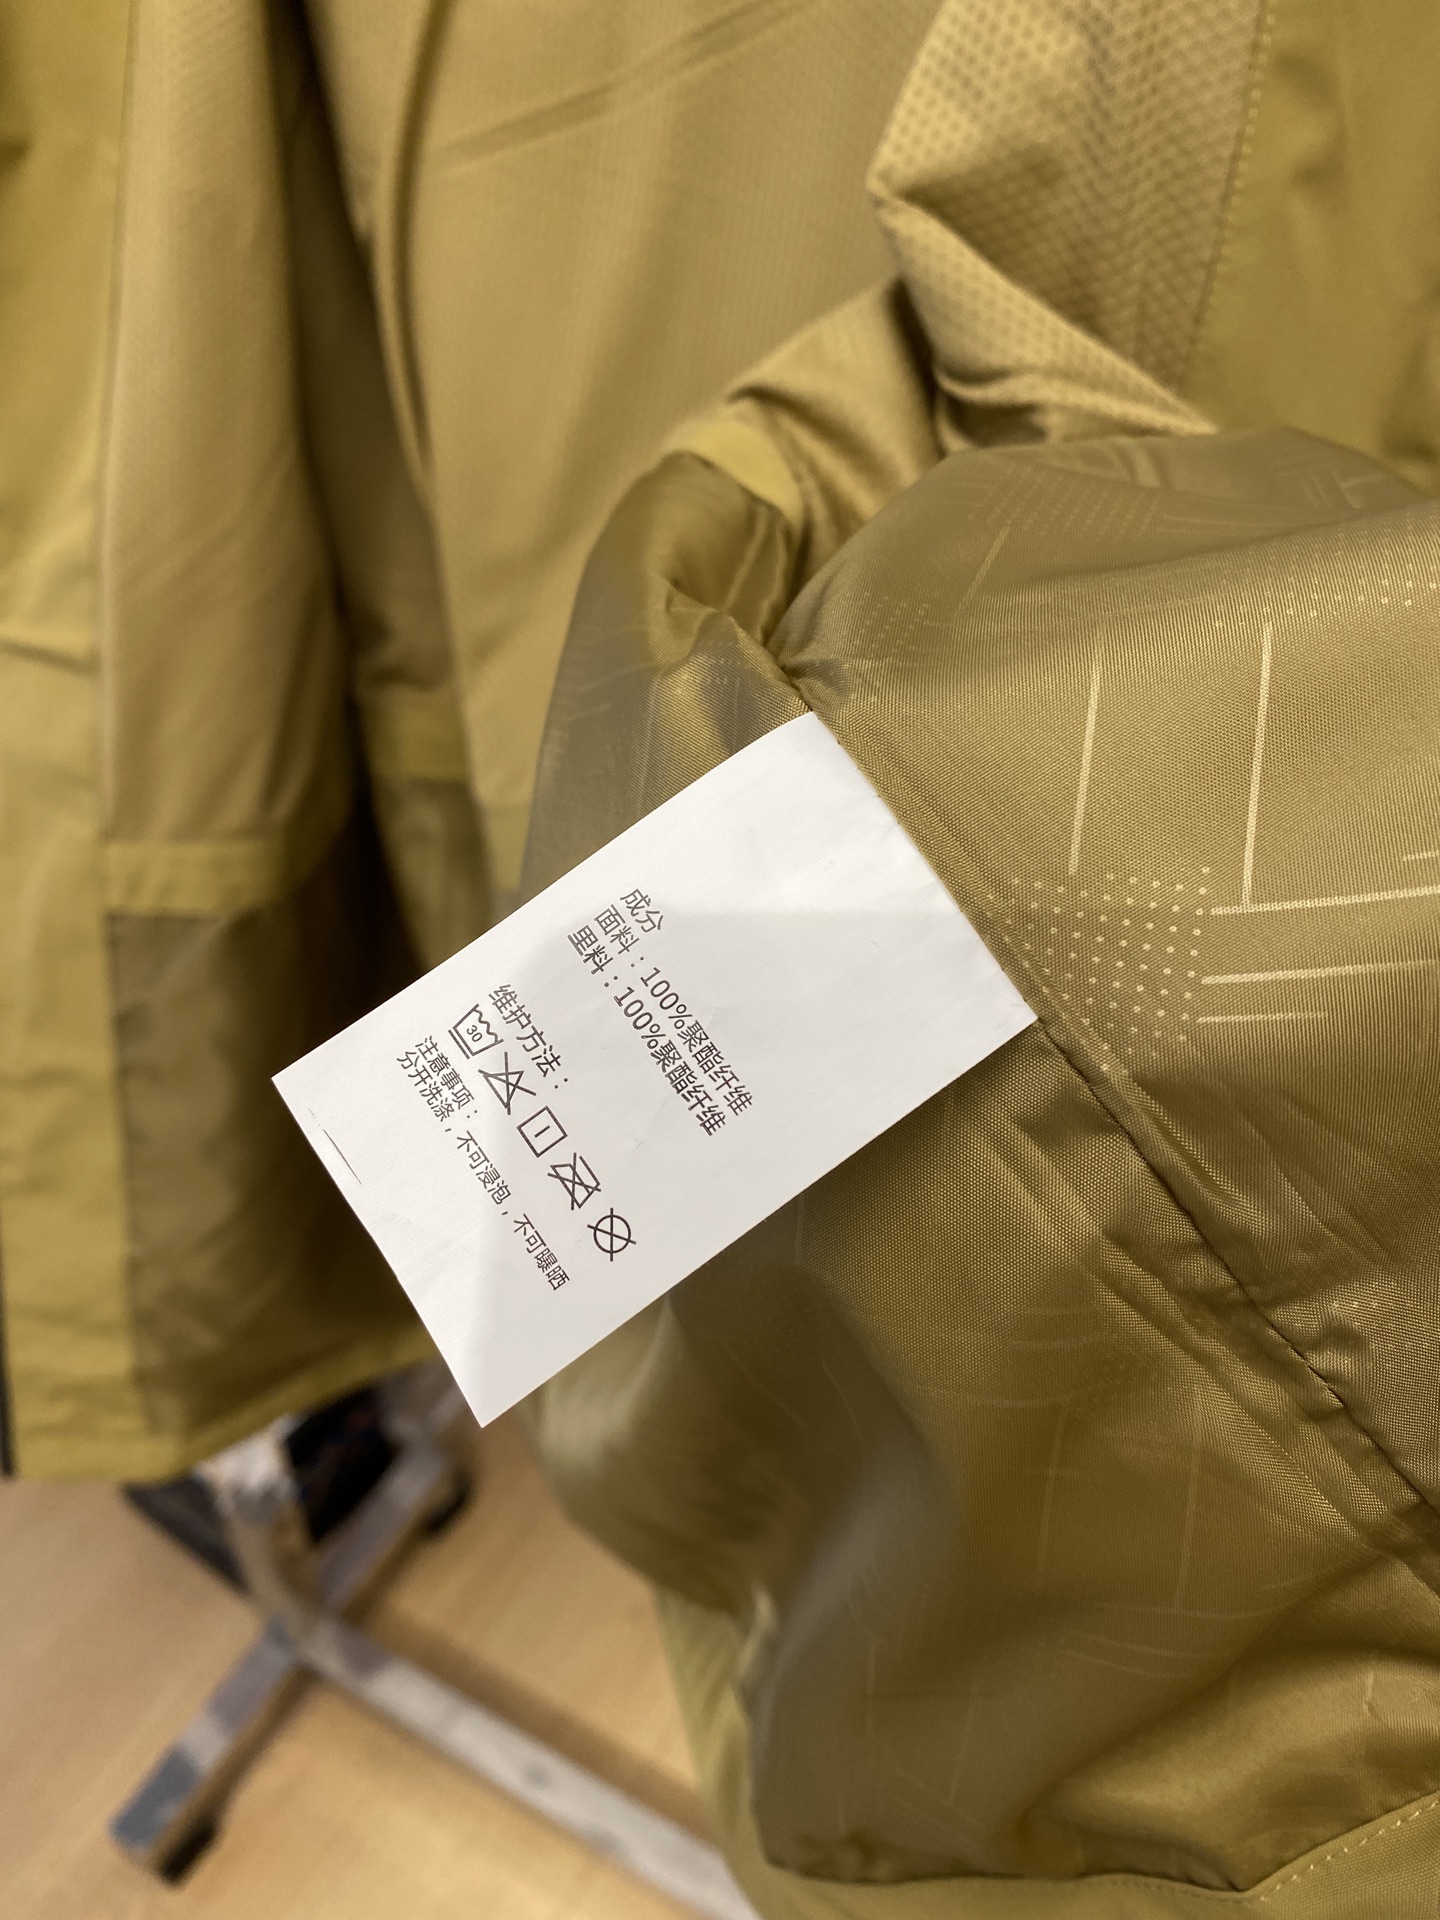 成分
面料：100%聚酯纤维
里料：100%聚酯纤维
维护方法：
30
注意事项：
分开洗涤，不可浸泡，不可曝晒